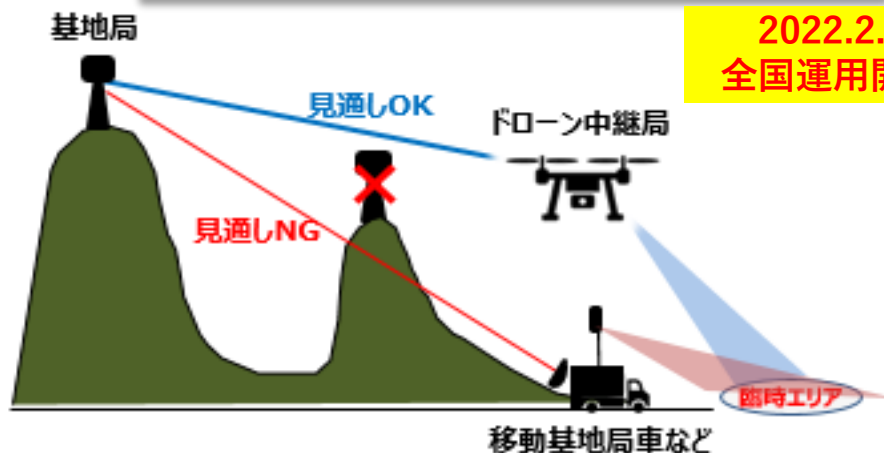 基地局
2022.2.
全国運用開
見通しOK
ドローン中継局
見通しNG
臨時エリア
移動基地局車など